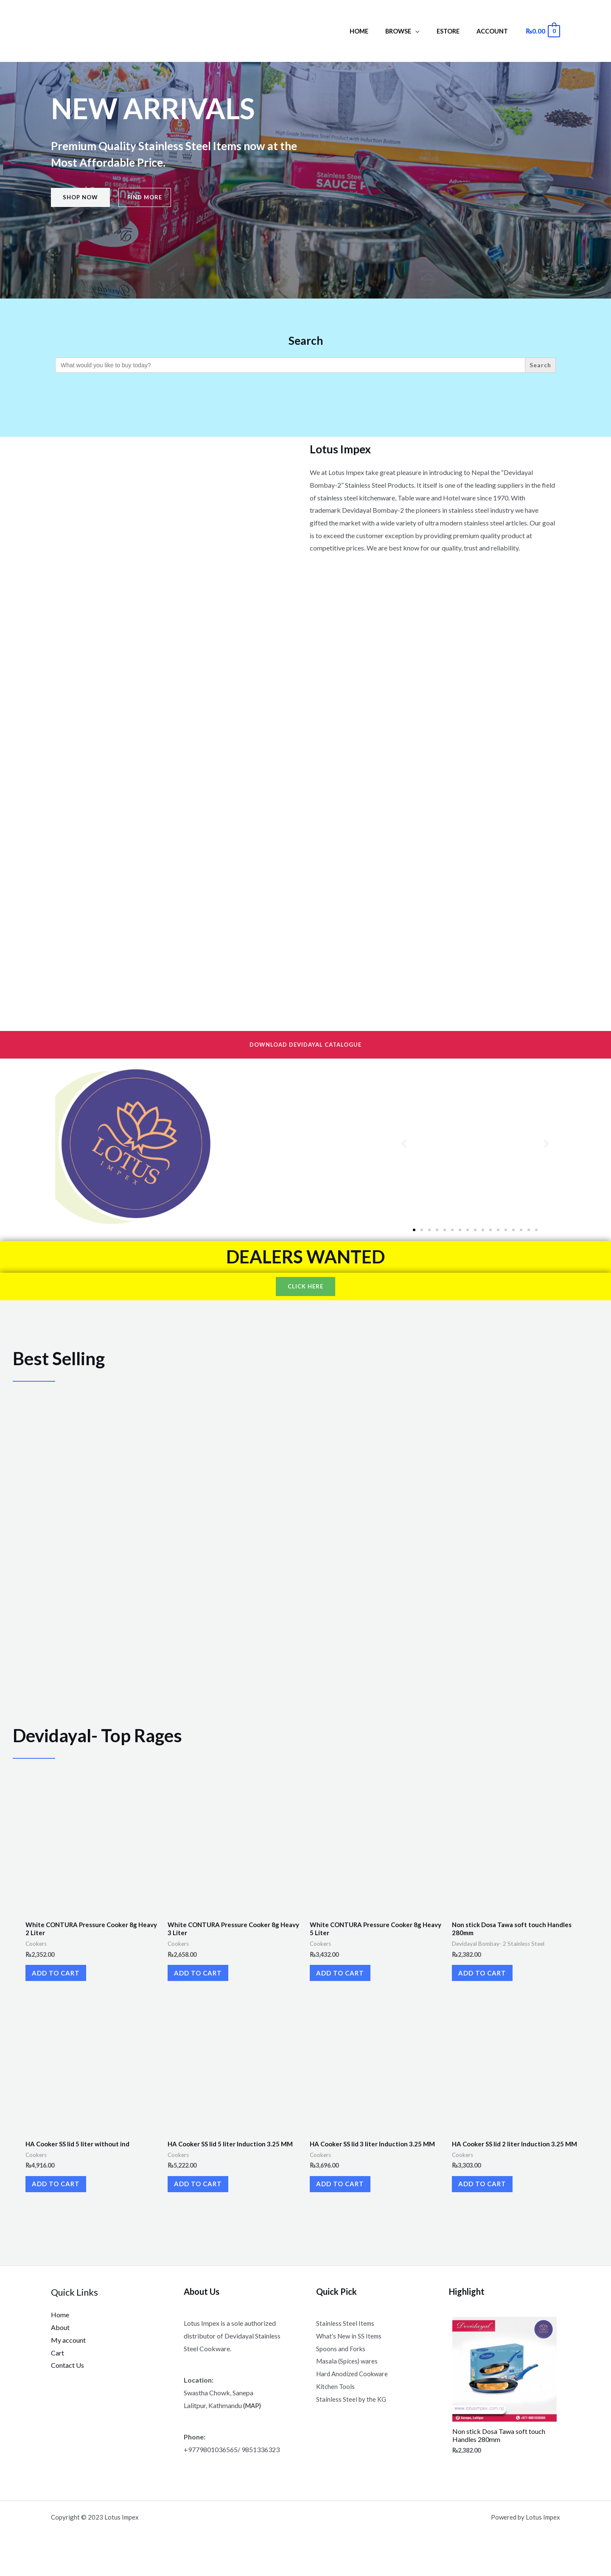 HOME BROWSE ESTORE ACCOUNT ₨0.00 0
NEW ARRIVALS
Premium Quality Stainless Steel Items now at the
Most Affordable Price.
SHOP NOW FIND MORE
High Grade Stainless Steel
Stainless Steel
SAUCE P
Search
What would you like to buy today? Search
Lotus Impex
We at Lotus Impex take great pleasure in introducing to Nepal the "Devidayal
Bombay-2" Stainless Steel Products. It itself is one of the leading suppliers in the field
of stainless steel kitchenware, Table ware and Hotel ware since 1970. With
trademark Devidayal Bombay-2 the pioneers in stainless steel industry we have
gifted the market with a wide variety of ultra modern stainless steel articles. Our goal
is to exceed the customer exception by providing premium quality product at
competitive prices. We are best know for our quality, trust and reliability.
DOWNLOAD DEVIDAYAL CATALOGUE
LOTUS
IMPEX
DEALERS WANTED
CLICK HERE
Best Selling
Devidayal- Top Rages
White CONTURA Pressure Cooker 8g Heavy
2 Liter
Cookers
₨2,352.00
ADD TO CART
White CONTURA Pressure Cooker 8g Heavy
3 Liter
Cookers
₨2,658.00
ADD TO CART
White CONTURA Pressure Cooker 8g Heavy
5 Liter
Cookers
₨3,432.00
ADD TO CART
Non stick Dosa Tawa soft touch Handles
280mm
Devidayal Bombay- 2 Stainless Steel
₨2,382.00
ADD TO CART
HA Cooker SS lid 5 liter without ind
Cookers
₨4,916.00
ADD TO CART
HA Cooker SS lid 5 liter Induction 3.25 MM
Cookers
₨5,222.00
ADD TO CART
HA Cooker SS lid 3 liter Induction 3.25 MM
Cookers
₨3,696.00
ADD TO CART
HA Cooker SS lid 2 liter Induction 3.25 MM
Cookers
₨3,303.00
ADD TO CART
Quick Links
Home
About
My account
Cart
Contact Us
About Us
Lotus Impex is a sole authorized
distributor of Devidayal Stainless
Steel Cookware.
Location:
Swastha Chowk, Sanepa
Lalitpur, Kathmandu (MAP)
Phone:
+9779801036565/ 9851336323
Quick Pick
Stainless Steel Items
What's New in SS Items
Spoons and Forks
Masala (Spices) wares
Hard Anodized Cookware
Kitchen Tools
Stainless Steel by the KG
Highlight
Devidayal
www.lotusimpex.com.np
Non stick Dosa Tawa soft touch
Handles 280mm
₨2,382.00
Copyright © 2023 Lotus Impex
Powered by Lotus Impex